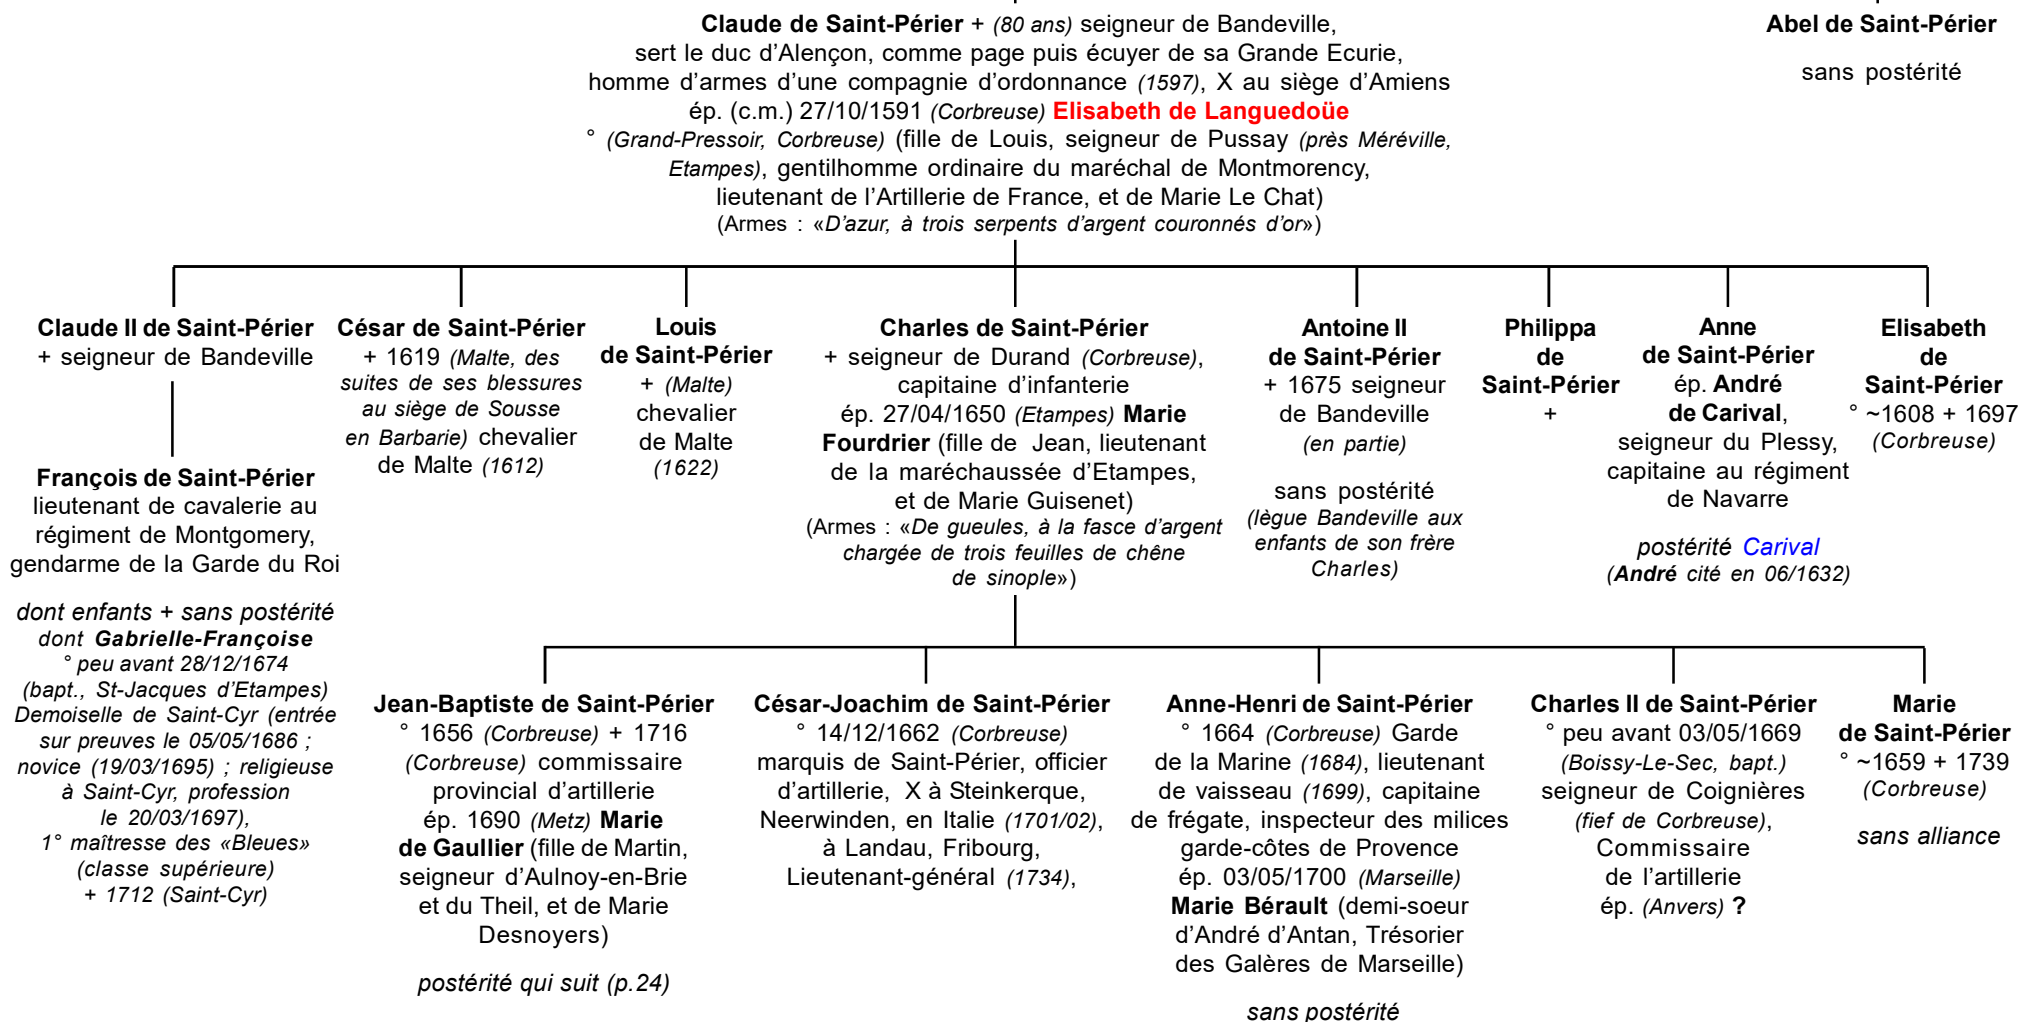 Claude de Saint-Périer + (80 ans) seigneur de Bandeville,
sert le duc d'Alençon, comme page puis écuyer de sa Grande Ecurie,
homme d'armes d'une compagnie d'ordonnance (1597), X au siège d'Amiens
ép. (c.m.) 27/10/1591 (Corbreuse) Elisabeth de Languedoüe
° (Grand-Pressoir, Corbreuse) (fille de Louis, seigneur de Pussay (près Méréville,
Etampes), gentilhomme ordinaire du maréchal de Montmorency,
lieutenant de l'Artillerie de France, et de Marie Le Chat)
(Armes : «D'azur, à trois serpents d'argent couronnés d'or»)
Abel de Saint-Périer
sans postérité
Claude II de Saint-Périer
+ seigneur de Bandeville
François de Saint-Périer
lieutenant de cavalerie au
régiment de Montgomery,
gendarme de la Garde du Roi
dont enfants + sans postérité
dont Gabrielle-Françoise
° peu avant 28/12/1674
(bapt., St-Jacques d'Etampes)
Demoiselle de Saint-Cyr (entrée
sur preuves le 05/05/1686 ;
novice (19/03/1695) ; religieuse
à Saint-Cyr, profession
le 20/03/1697),
1° maîtresse des «Bleues»
(classe supérieure)
+ 1712 (Saint-Cyr)
César de Saint-Périer
+ 1619 (Malte, des
suites de ses blessures
au siège de Sousse
en Barbarie) chevalier
de Malte (1612)
Louis
de Saint-Périer
+ (Malte)
chevalier
de Malte
(1622)
Charles de Saint-Périer
+ seigneur de Durand (Corbreuse),
capitaine d'infanterie
ép. 27/04/1650 (Etampes) Marie
Fourdrier (fille de Jean, lieutenant
de la maréchaussée d'Etampes,
et de Marie Guisenet)
(Armes : «De gueules, à la fasce d'argent
chargée de trois feuilles de chêne
de sinople»)
Antoine II
de Saint-Périer
+ 1675 seigneur
de Bandeville
(en partie)
sans postérité
(lègue Bandeville aux
enfants de son frère
Charles)
Philippa
de
Saint-Périer
+
Anne
de Saint-Périer
ép. André
de Carival,
seigneur du Plessy,
capitaine au régiment
de Navarre
postérité Carival
(André cité en 06/1632)
Elisabeth
de
Saint-Périer
° ~1608 + 1697
(Corbreuse)
Jean-Baptiste de Saint-Périer
° 1656 (Corbreuse) + 1716
(Corbreuse) commissaire
provincial d'artillerie
ép. 1690 (Metz) Marie
de Gaullier (fille de Martin,
seigneur d'Aulnoy-en-Brie
et du Theil, et de Marie
Desnoyers)
postérité qui suit (p.24)
César-Joachim de Saint-Périer
° 14/12/1662 (Corbreuse)
marquis de Saint-Périer, officier
d'artillerie, X à Steinkerque,
Neerwinden, en Italie (1701/02),
à Landau, Fribourg,
Lieutenant-général (1734),
Anne-Henri de Saint-Périer
° 1664 (Corbreuse) Garde
de la Marine (1684), lieutenant
de vaisseau (1699), capitaine
de frégate, inspecteur des milices
garde-côtes de Provence
ép. 03/05/1700 (Marseille)
Marie Bérault (demi-soeur
d'André d'Antan, Trésorier
des Galères de Marseille)
sans postérité
Charles II de Saint-Périer
° peu avant 03/05/1669
(Boissy-Le-Sec, bapt.)
seigneur de Coignières
(fief de Corbreuse),
Commissaire
de l'artillerie
ép. (Anvers) ?
Marie
de Saint-Périer
° ~1659 + 1739
(Corbreuse)
sans alliance